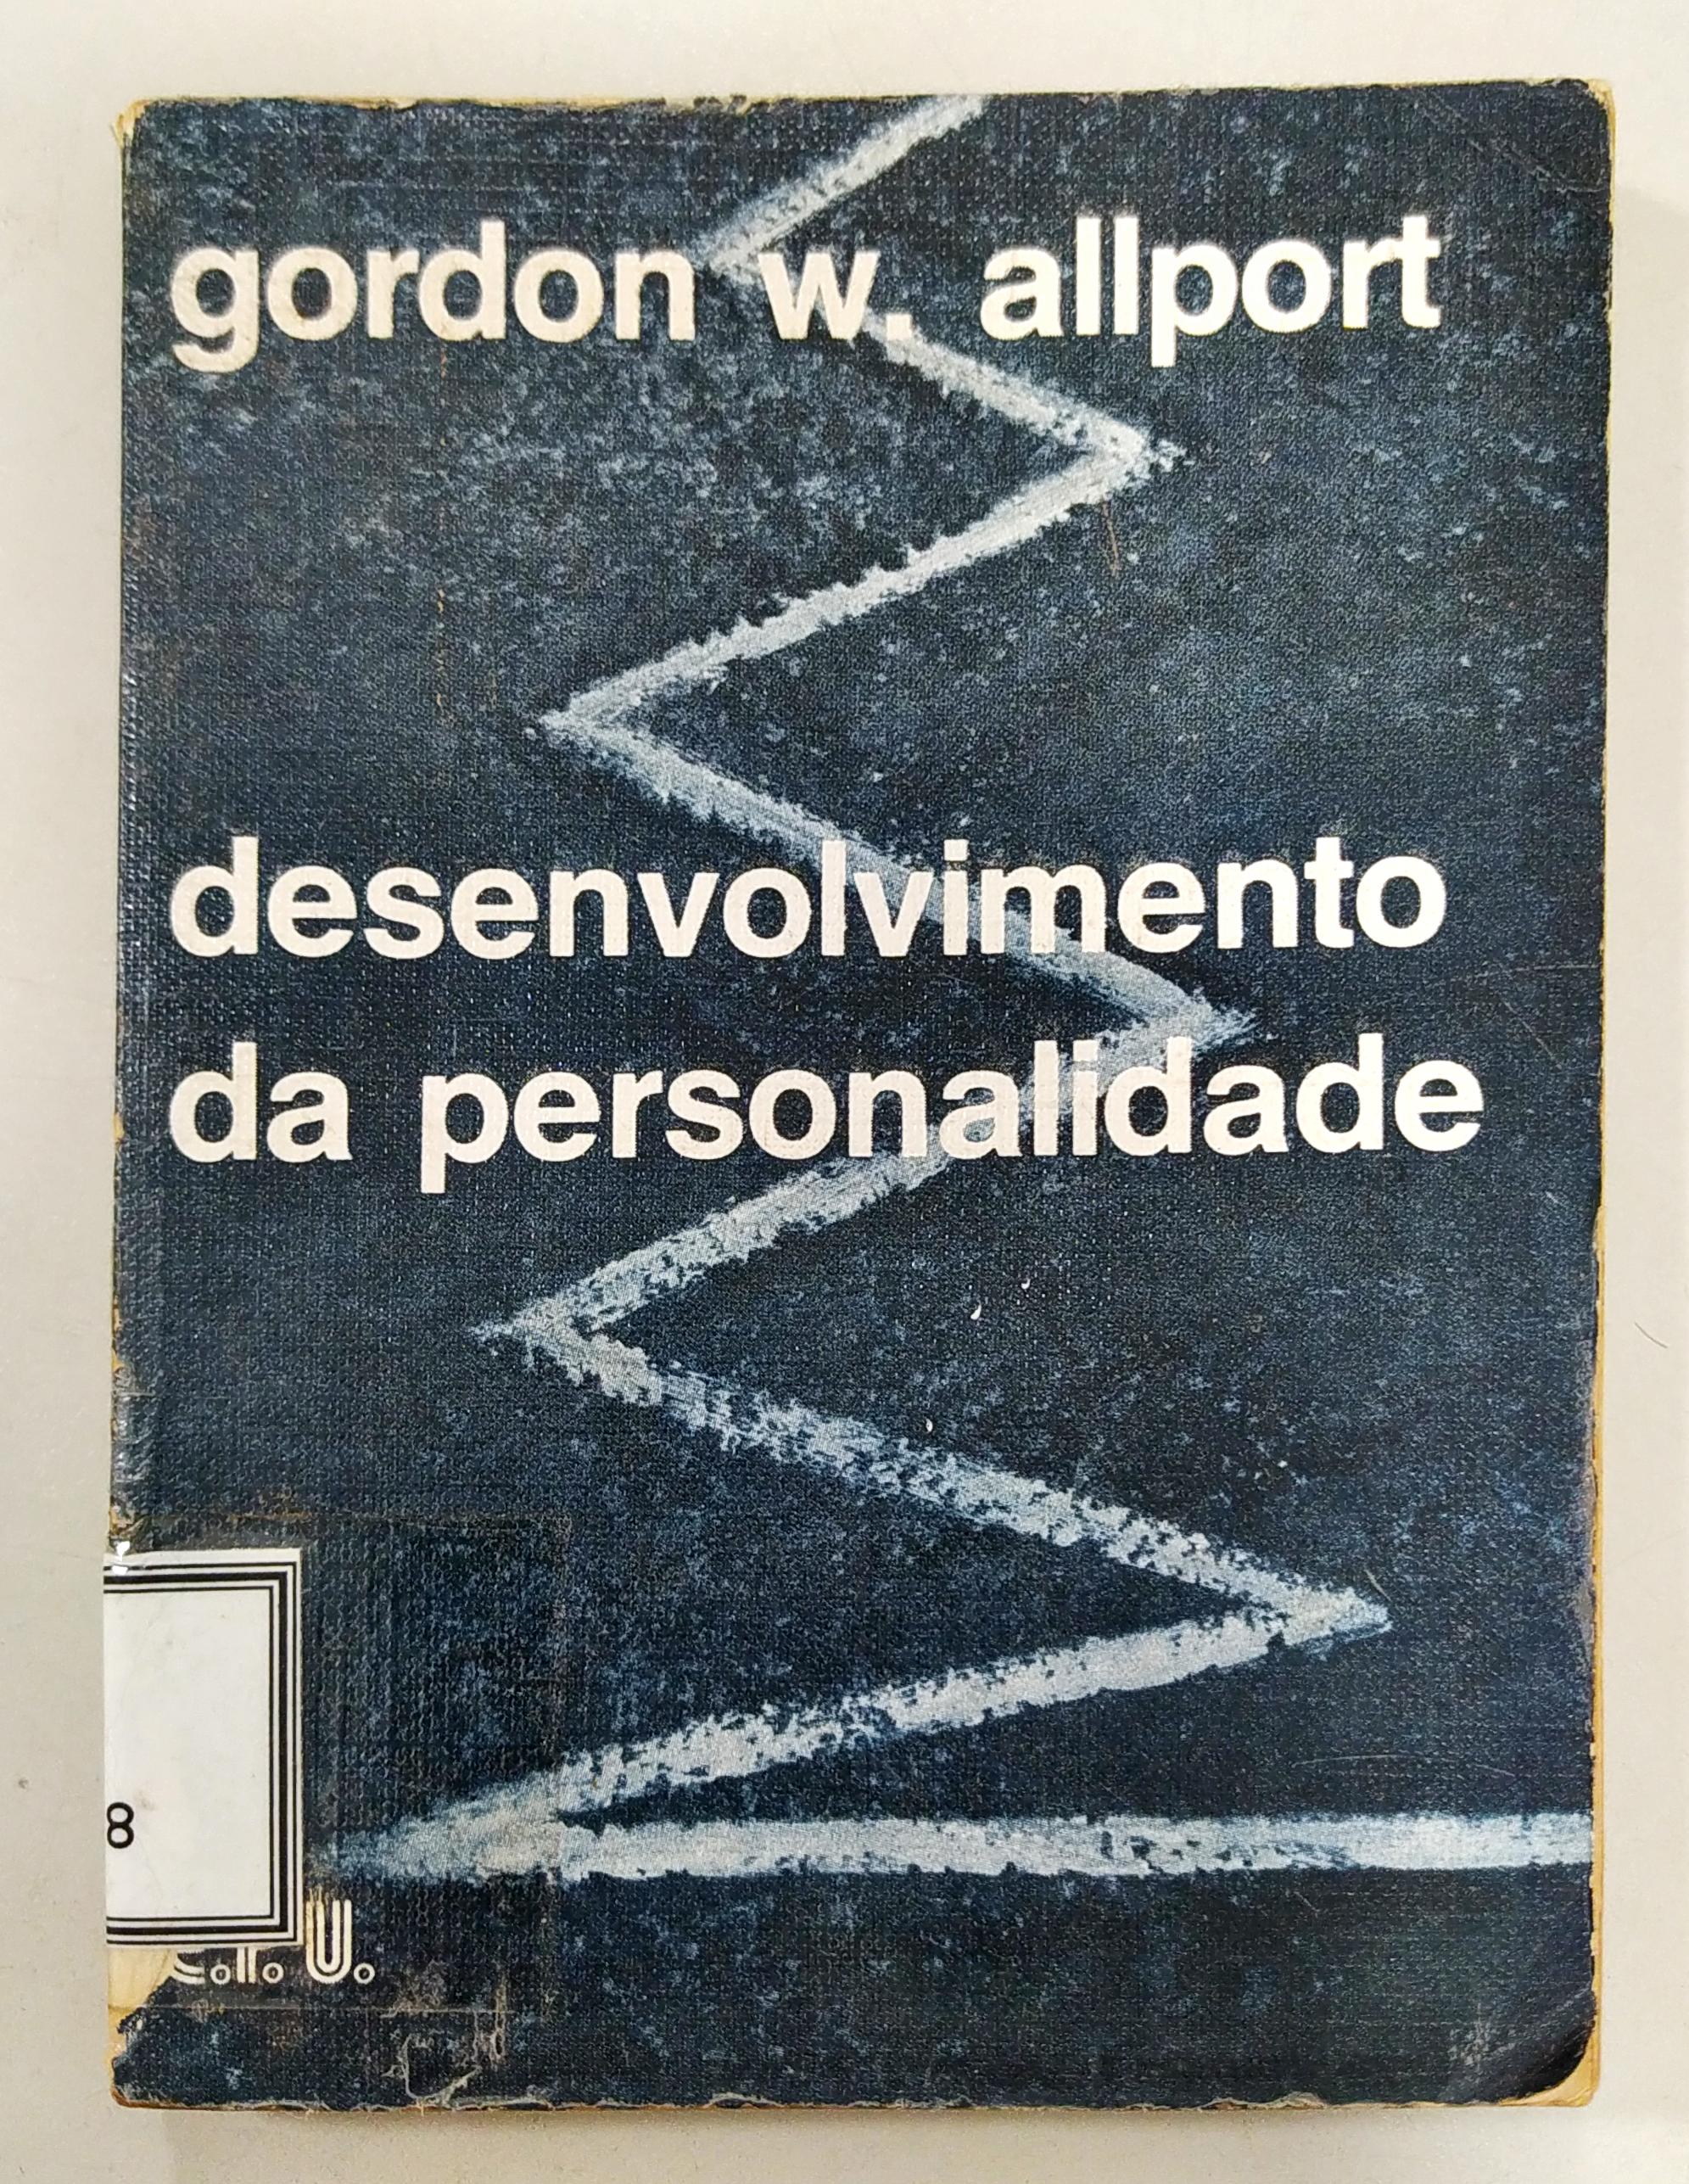 gordon w. allport
desenvolvimento
da personalidade
8
U.